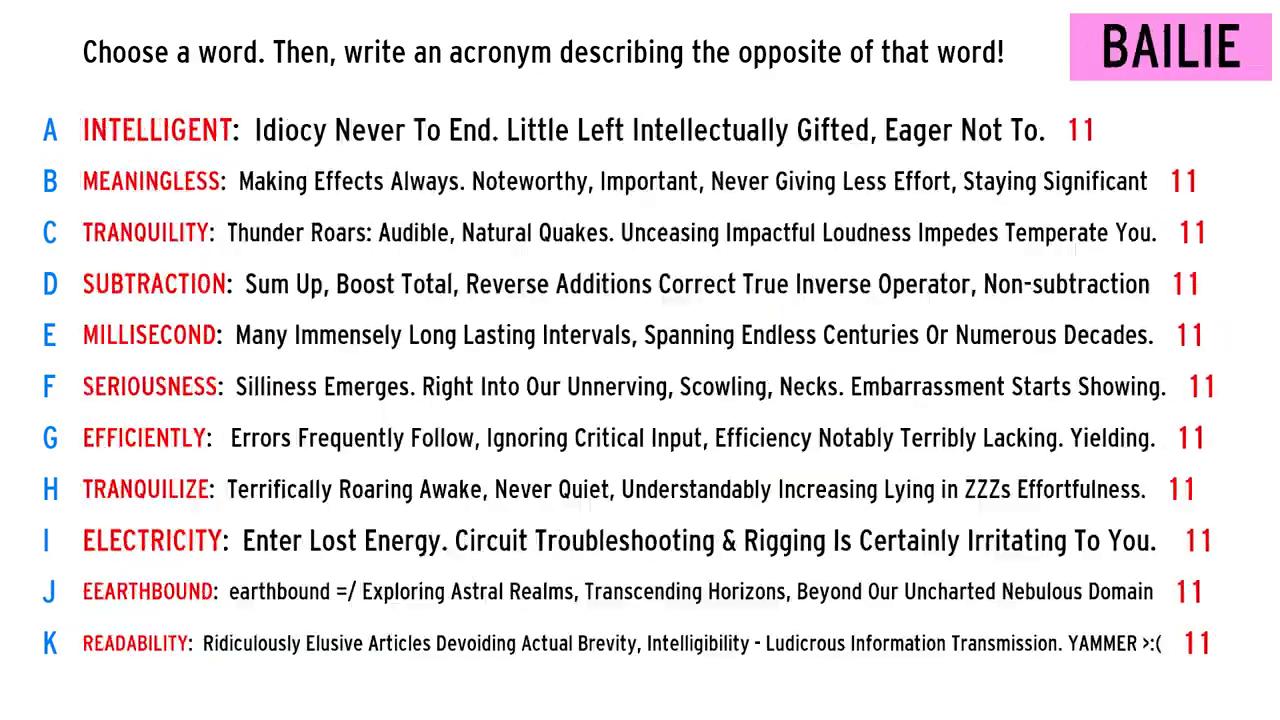 Choose a word. Then, write an acronym describing the opposite of that word!
BAILIE
A INTELLIGENT: Idiocy Never To End. Little Left Intellectually Gifted, Eager Not To. 11
B MEANINGLESS: Making Effects Always. Noteworthy, Important, Never Giving Less Effort, Staying Significant 11
C TRANQUILITY: Thunder Roars: Audible, Natural Quakes. Unceasing Impactful Loudness Impedes Temperate You. 11
D SUBTRACTION: Sum Up, Boost Total, Reverse Additions Correct True Inverse Operator, Non-subtraction 11
E MILLISECOND: Many Immensely Long Lasting Intervals, Spanning Endless Centuries Or Numerous Decades. 11
F SERIOUSNESS: Silliness Emerges. Right Into Our Unnerving, Scowling, Necks. Embarrassment Starts Showing. 11
G EFFICIENTLY: Errors Frequently Follow, Ignoring Critical Input, Efficiency Notably Terribly Lacking. Yielding. 11
H TRANQUILIZE: Terrifically Roaring Awake, Never Quiet, Understandably Increasing Lying in ZZZs Effortfulness. 11
I ELECTRICITY: Enter Lost Energy. Circuit Troubleshooting & Rigging Is Certainly Irritating To You. 11
J EEARTHBOUND: earthbound =/ Exploring Astral Realms, Transcending Horizons, Beyond Our Uncharted Nebulous Domain 11
K READABILITY: Ridiculously Elusive Articles Devoiding Actual Brevity, Intelligibility - Ludicrous Information Transmission. YAMMER >:( 11